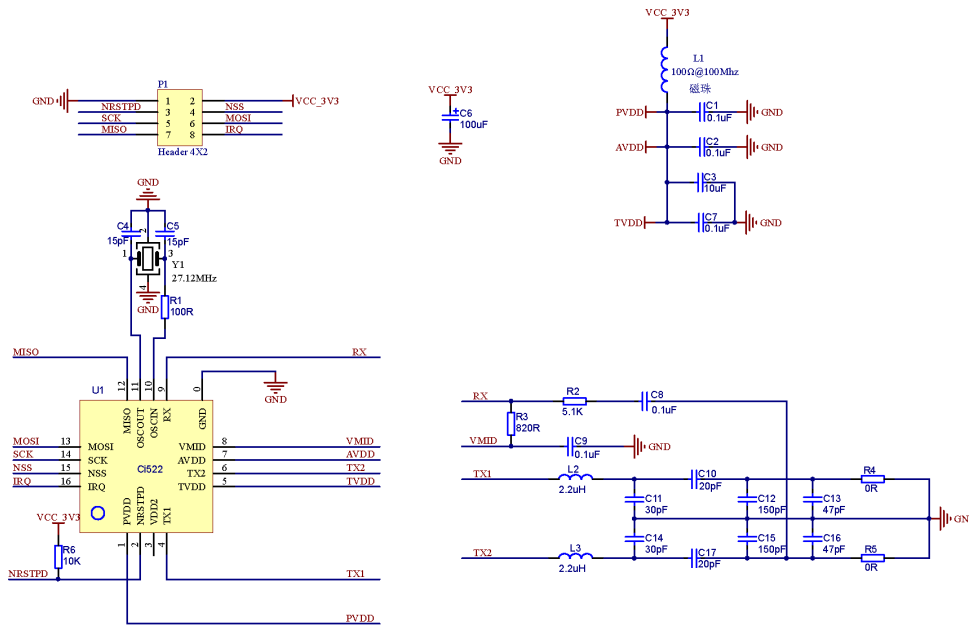 P1
GND
1
2
VCC_3V3
NRSTPD
3
4
NSS
SCK
5
6
MOSI
MISO
7
8
IRQ
Header 4X2
VCC_3V3
C6
100uF
GND
VCC_3V3
L1
100Ω@100Mhz
磁珠
PVDD
C1
0.1uF
GND
AVDD
C2
0.1uF
GND
C3
10uF
TVDD
C7
0.1uF
GND
GND
C4
15pF
2
C5
15pF
1
3
Y1
27.12MHz
4
GND
R1
100R
MISO
RX
U1
12
11
10
9
0
GND
MISO
OSCOUT
OSCIN
RX
GND
MOSI
13
MOSI
VMID
8
VMID
SCK
14
SCK
AVDD
7
AVDD
NSS
15
NSS
Ci522
TX2
6
TX2
IRQ
16
IRQ
TVDD
5
TVDD
PVDD
NRSTPD
VDD2
TX1
1
2
3
4
VCC_3V3
R6
10K
NRSTPD
TX1
PVDD
RX
R2
5.1K
C8
0.1uF
R3
820R
VMID
C9
0.1uF
GND
TX1
L2
2.2uH
C10
20pF
R4
0R
C11
30pF
C12
150pF
C13
47pF
GN
C14
30pF
C15
150pF
C16
47pF
TX2
L3
2.2uH
C17
20pF
R5
0R